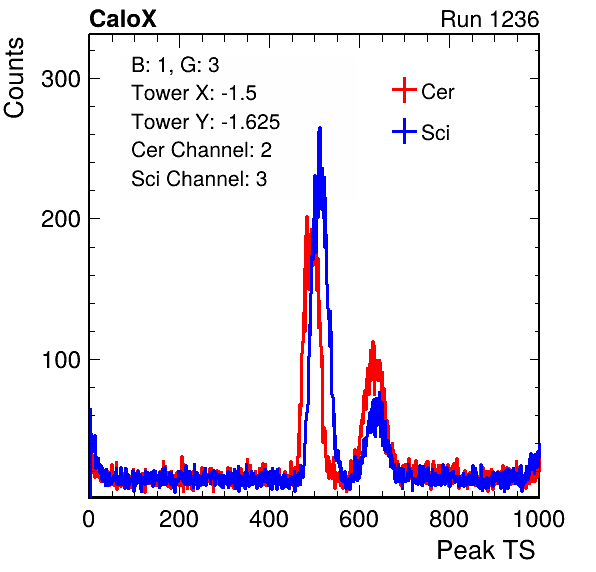 CaloX Run 1236
Counts
B: 1, G: 3
Tower X: -1.5
Tower Y: -1.625
Cer Channel: 2
Sci Channel: 3
Cer
Sci
300
200
100
0 200 400 600 800 1000
Peak TS